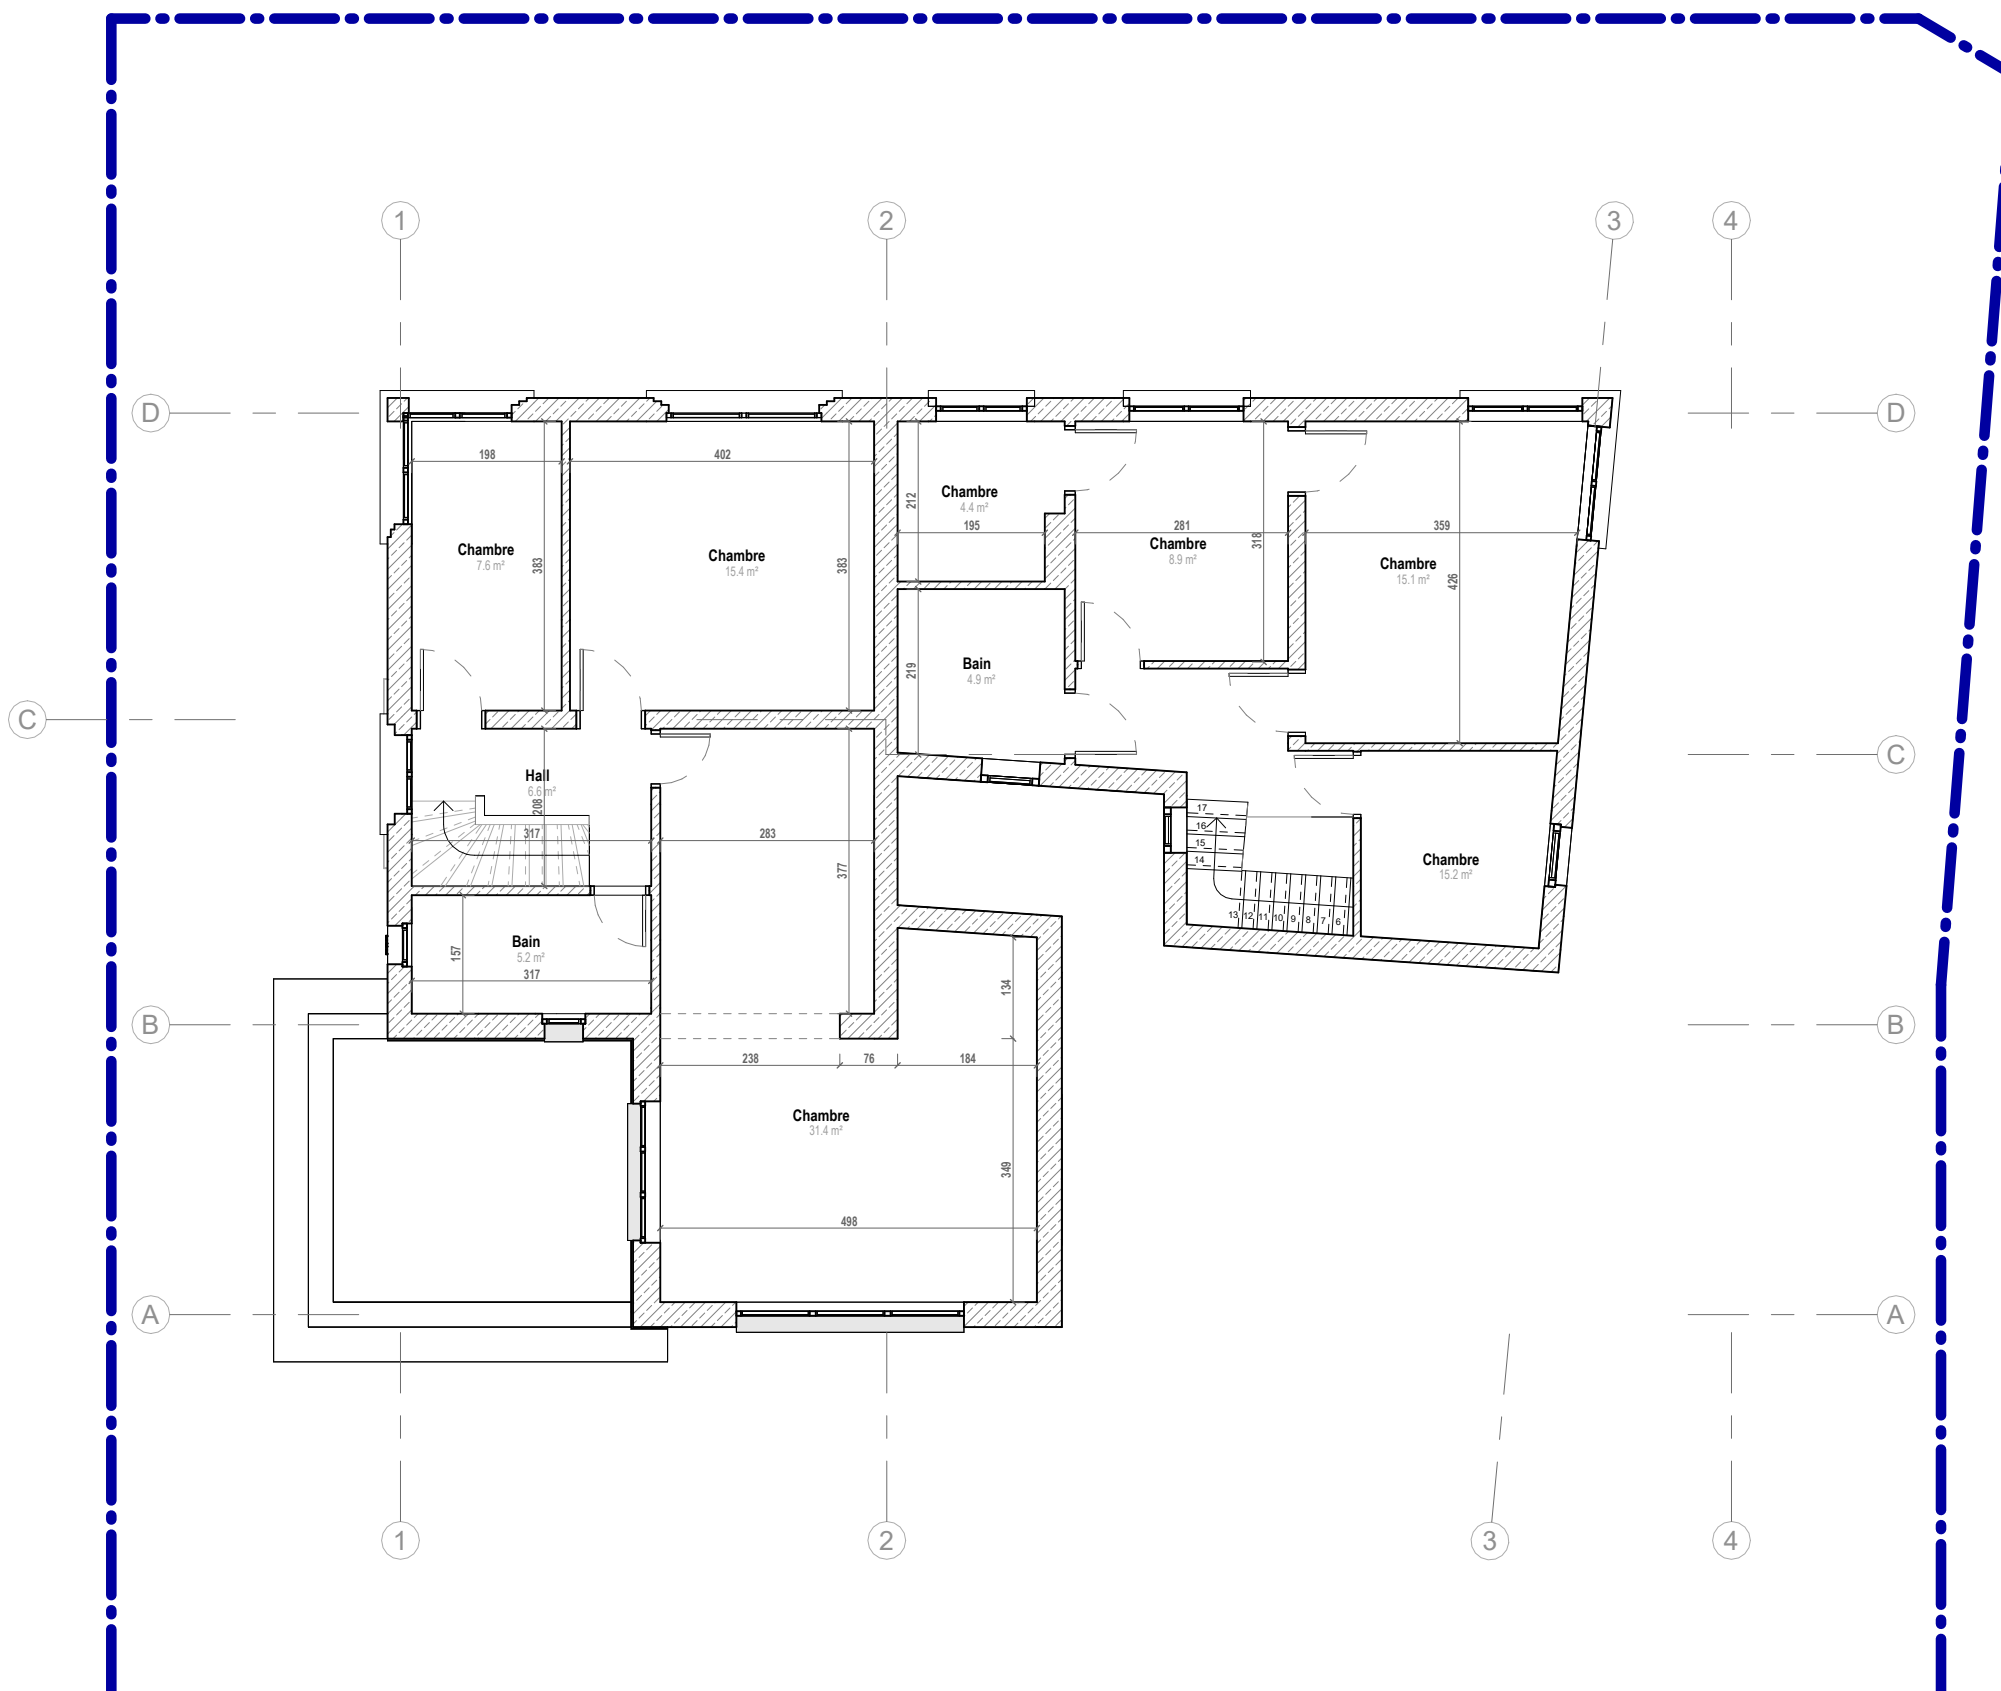 1
2
3
4
D
D
198
402
Chambre
4.4 m²
212
195
281
359
Chambre
7.6 m²
383
Chambre
15.4 m²
383
Chambre
8.9 m²
318
Chambre
15.1 m²
426
Bain
4.9 m²
219
C
C
Hall
6.6 m²
208
317
283
377
17
16
15
14
13
12
11
10
9
8
7
6
Chambre
15.2 m²
Bain
5.2 m²
157
317
134
B
B
238
76
184
Chambre
31.4 m²
349
498
A
A
1
2
3
4